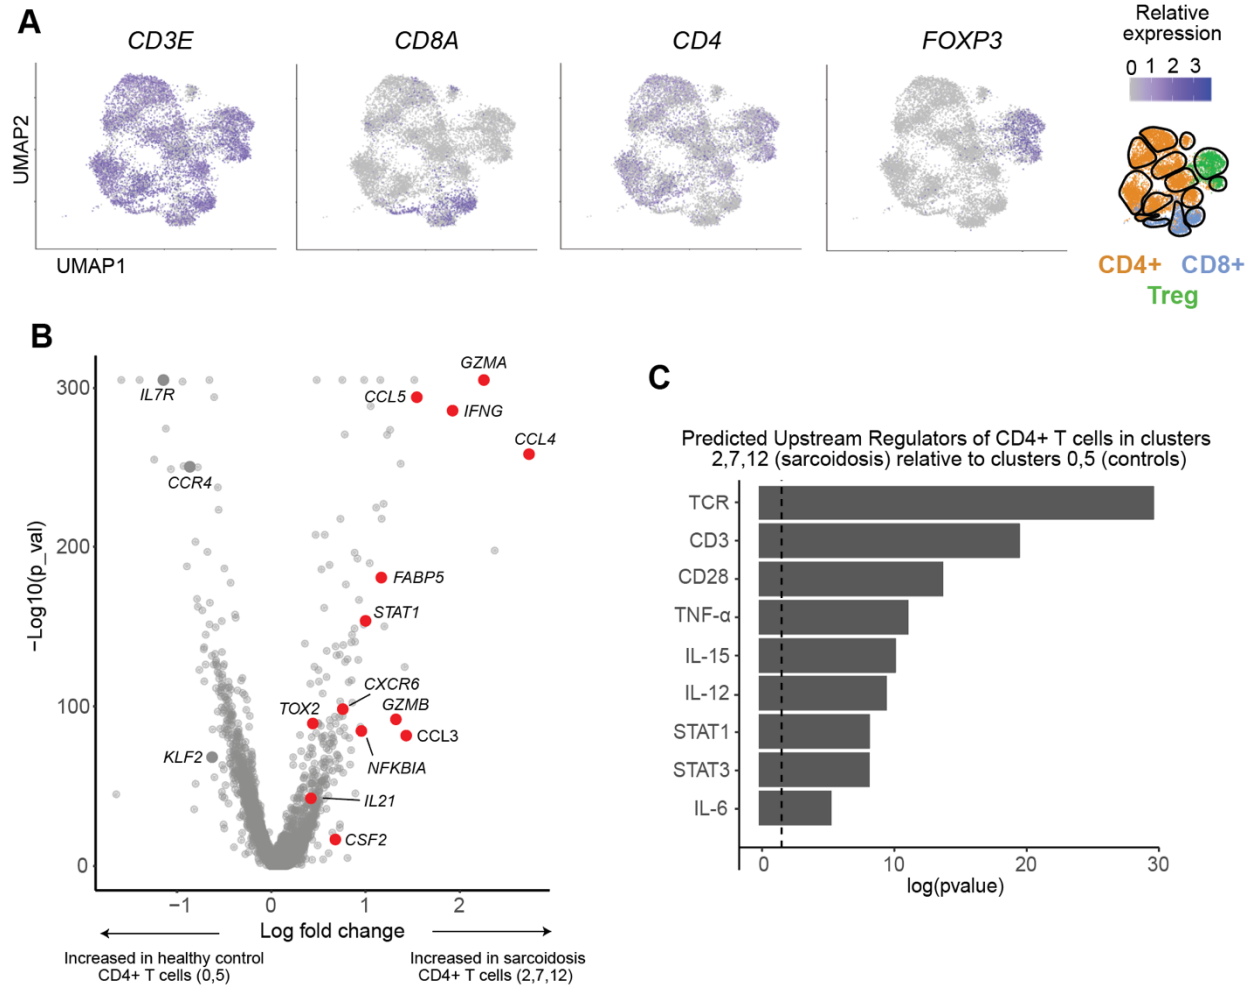 A
CD3E
CD8A
CD4
FOXP3
Relative
expression
0 1 2 3
UMAP2
UMAP1
CD4+ CD8+
Treg
B
−Log10(p_val)
300
200
100
0
−1 0 1 2
IL7R
CCR4
KLF2
GZMA
CCL5
IFNG
CCL4
FABP5
STAT1
CXCR6
TOX2
GZMB
CCL3
NFKBIA
IL21
CSF2
Log fold change
Increased in healthy control
CD4+ T cells (0,5)
Increased in sarcoidosis
CD4+ T cells (2,7,12)
C
Predicted Upstream Regulators of CD4+ T cells in clusters
2,7,12 (sarcoidosis) relative to clusters 0,5 (controls)
TCR
CD3
CD28
TNF-α
IL-15
IL-12
STAT1
STAT3
IL-6
0 10 20 30
log(pvalue)